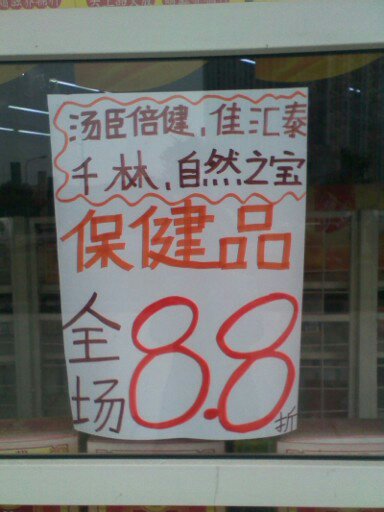 汤臣倍健、佳汇泰
千林、自然之宝
保健品
全场8.8折